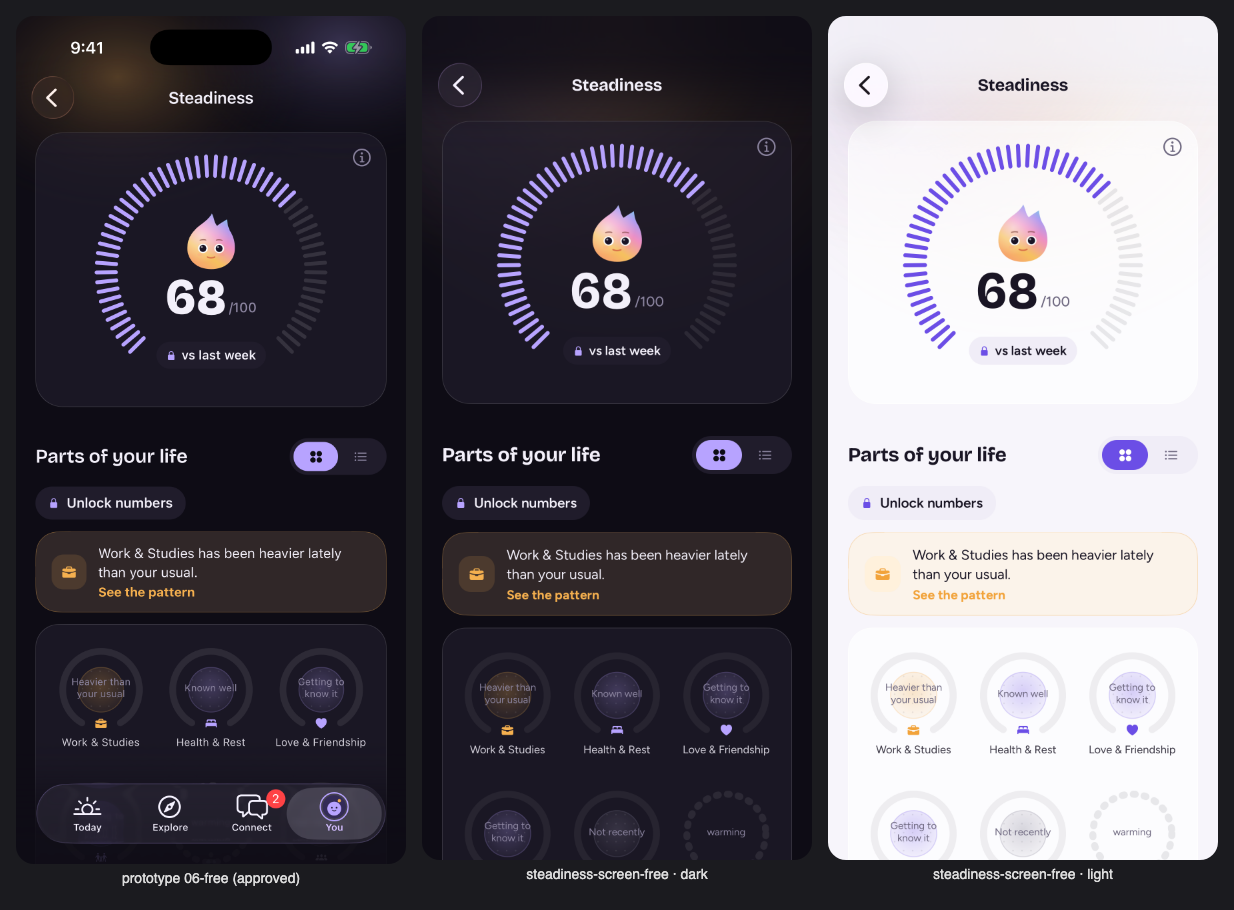 9:41
Steadiness
68 /100
vs last week
Parts of your life
Unlock numbers
Work & Studies has been heavier lately
than your usual.
See the pattern
Heavier than
your usual
Known well
Getting to
know it
Work & Studies
Health & Rest
Love & Friendship
Today
Explore
Connect
2
You
prototype 06-free (approved)
Steadiness
68 /100
vs last week
Parts of your life
Unlock numbers
Work & Studies has been heavier lately
than your usual.
See the pattern
Heavier than
your usual
Known well
Getting to
know it
Work & Studies
Health & Rest
Love & Friendship
Getting to
know it
Not recently
warming
steadiness-screen-free · dark
Steadiness
68 /100
vs last week
Parts of your life
Unlock numbers
Work & Studies has been heavier lately
than your usual.
See the pattern
Heavier than
your usual
Known well
Getting to
know it
Work & Studies
Health & Rest
Love & Friendship
Getting to
know it
Not recently
warming
steadiness-screen-free · light